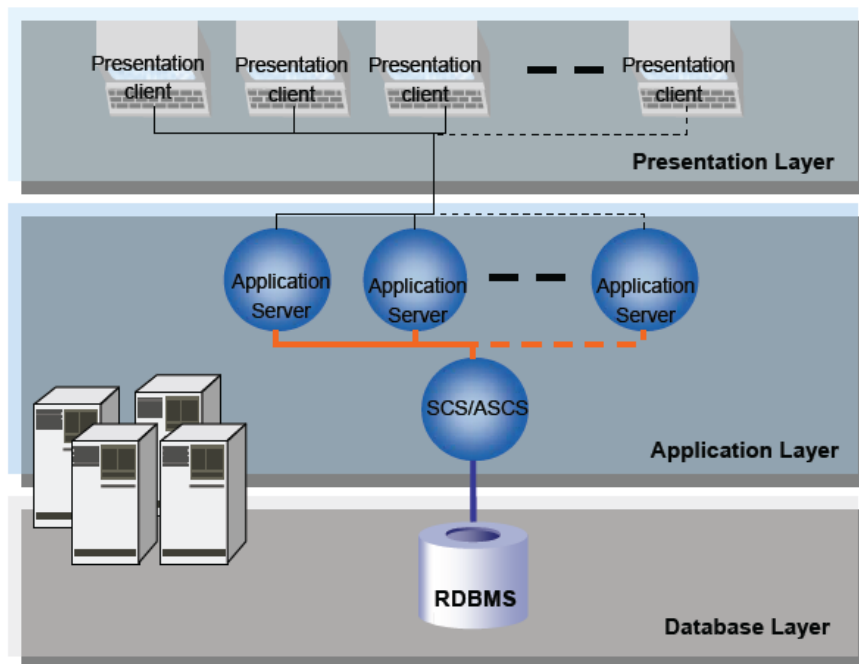 Presentation
client
Presentation
client
Presentation
client
Presentation
client
Presentation Layer
Application
Server
Application
Server
Application
Server
SCS/ASCS
Application Layer
RDBMS
Database Layer